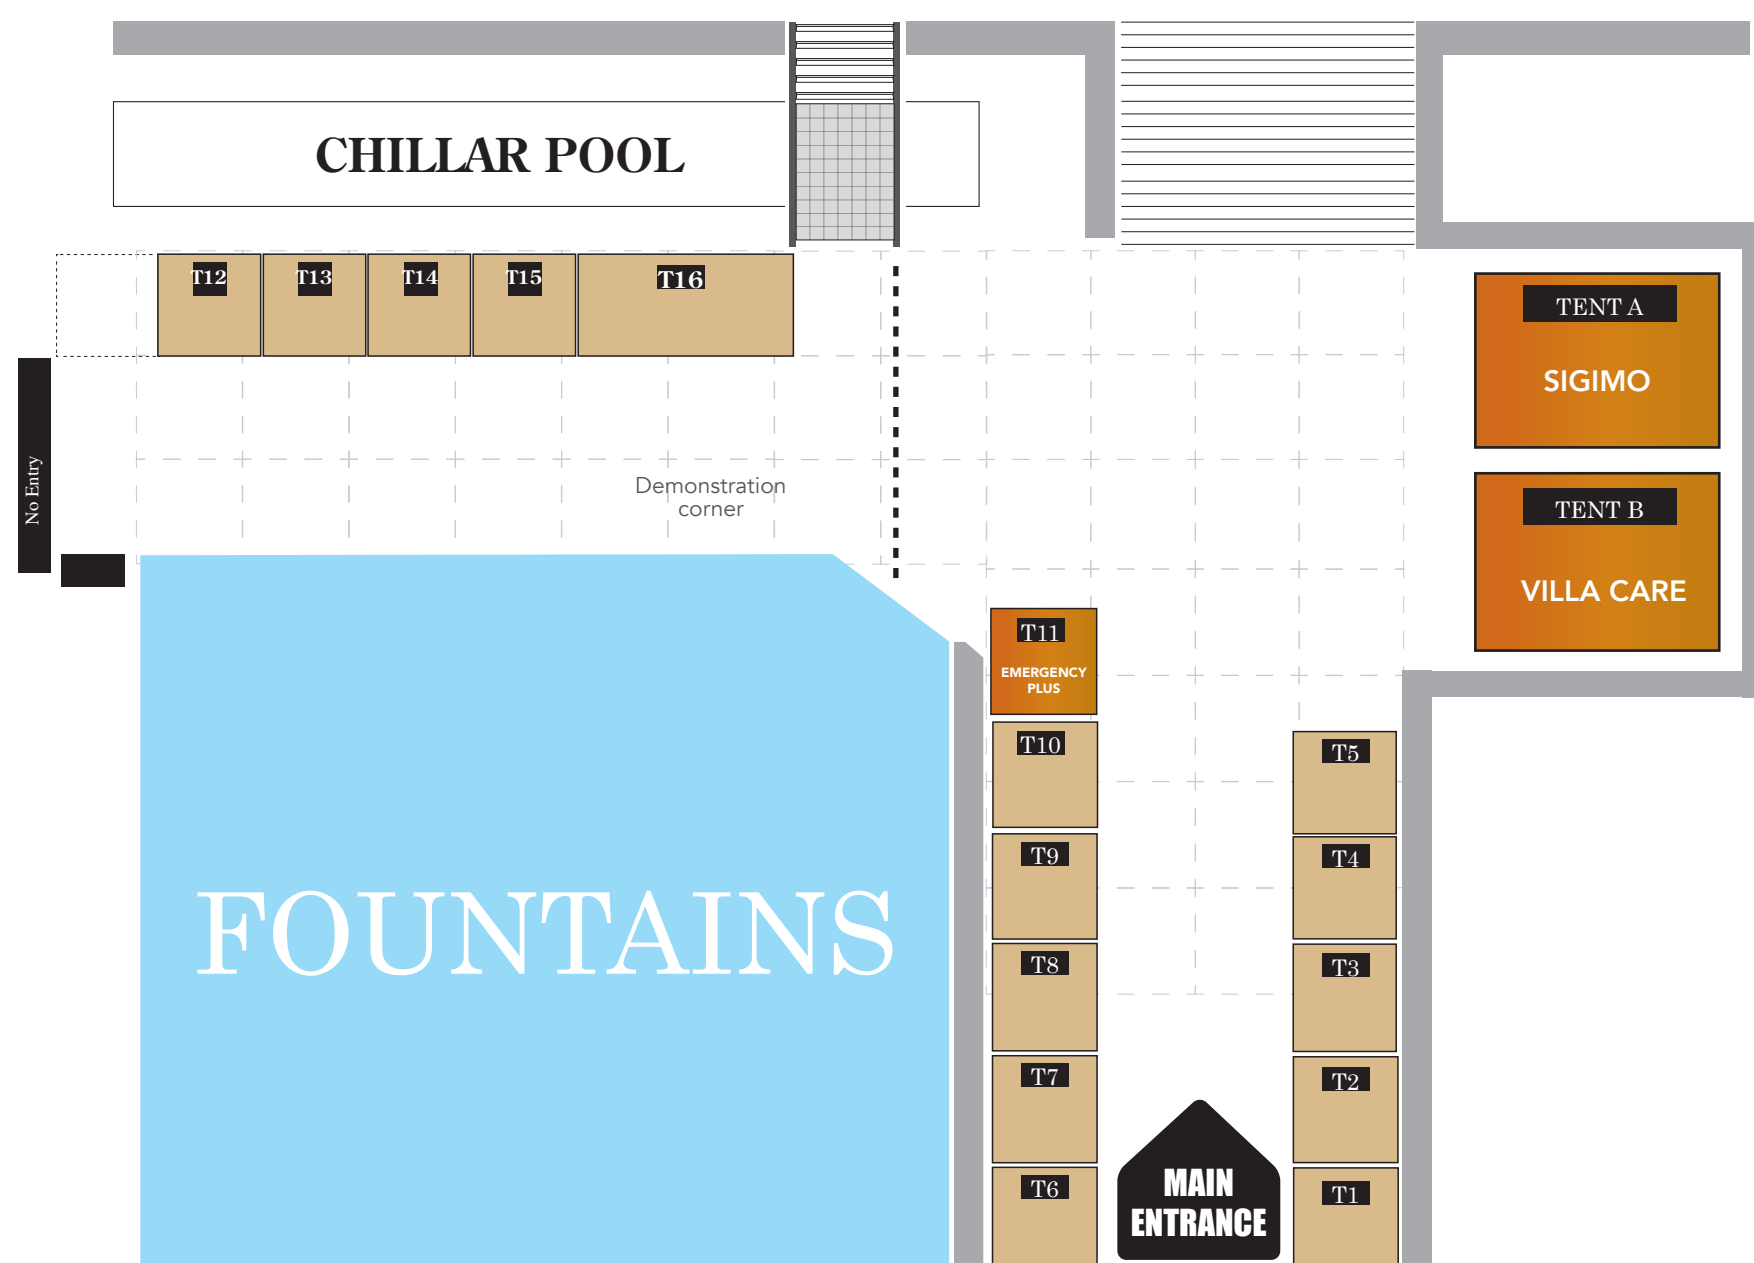 CHILLAR POOL
T12
T13
T14
T15
T16
TENT A
SIGIMO
No Entry
Demonstration
corner
TENT B
VILLA CARE
T11
EMERGENCY
PLUS
T10
T5
T9
T4
FOUNTAINS
T8
T3
T7
T2
T6
MAIN
ENTRANCE
T1